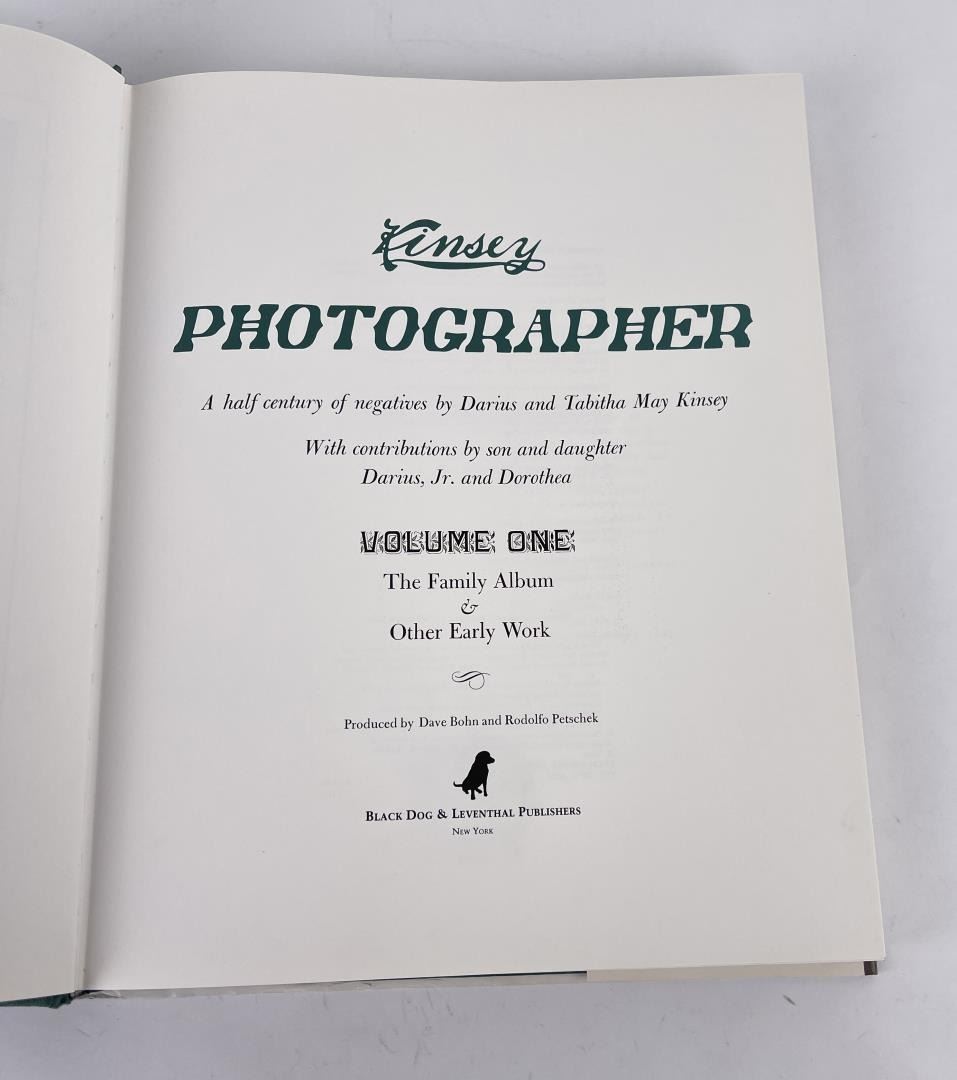 Kinsey
PHOTOGRAPHER
A half century of negatives by Darius and Tabitha May Kinsey
With contributions by son and daughter
Darius, Jr. and Dorothea
VOLUME ONE
The Family Album
&
Other Early Work
Produced by Dave Bohn and Rodolfo Petschek
BLACK DOG & LEVENTHAL PUBLISHERS
NEW YORK